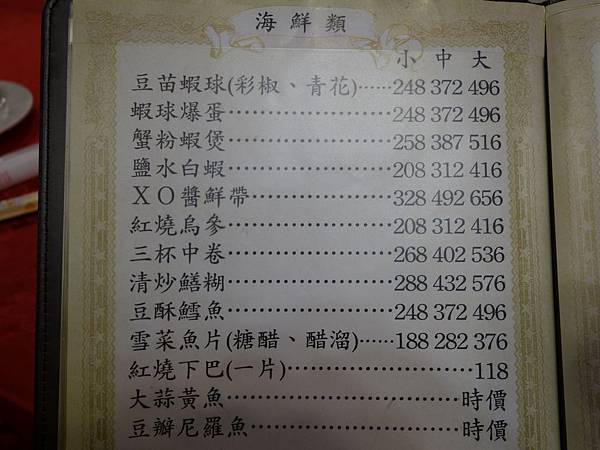 海鮮類
小 中 大
豆苗蝦球(彩椒、青花)……248 372 496
蝦球爆蛋……………………248 372 496
蟹粉蝦煲……………………258 387 516
鹽水白蝦……………………208 312 416
ＸＯ醬鮮帶…………………328 492 656
紅燒烏參……………………208 312 416
三杯中卷……………………268 402 536
清炒鱔糊……………………288 432 576
豆酥鱈魚……………………248 372 496
雪菜魚片(糖醋、醋溜)……188 282 376
紅燒下巴(一片)………………………118
大蒜黃魚……………………………時價
豆瓣尼羅魚…………………………時價